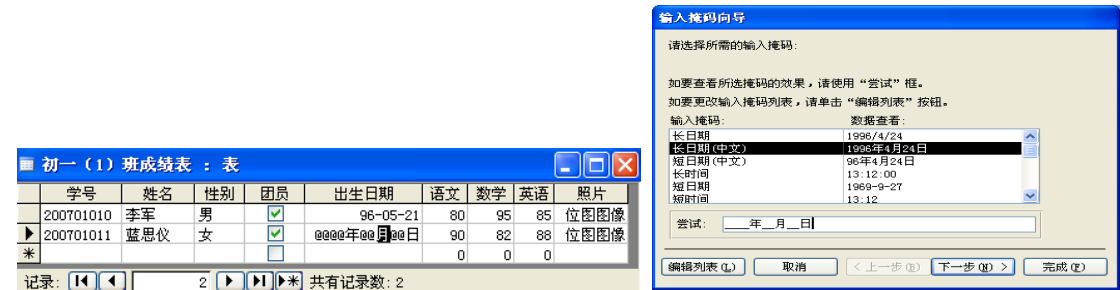 初一（1）班成绩表 : 表
学号 姓名 性别 团员 出生日期 语文 数学 英语 照片
200701010 李军 男 96-05-21 80 95 85 位图图像
200701011 蓝思仪 女 @@@@年@@月@@日 90 82 88 位图图像
0 0 0
记录: 2 共有记录数: 2
输入掩码向导
请选择所需的输入掩码:
如要查看所选掩码的效果，请使用“尝试”框。
如要更改输入掩码列表，请单击“编辑列表”按钮。
输入掩码: 数据查看:
长日期 1996/4/24
长日期(中文) 1996年4月24日
短日期(中文) 96年4月24日
长时间 13:12:00
短日期 1969-9-27
短时间 13:12
尝试: ____年__月__日
编辑列表(L) 取消 < 上一步(B) 下一步(N) > 完成(F)